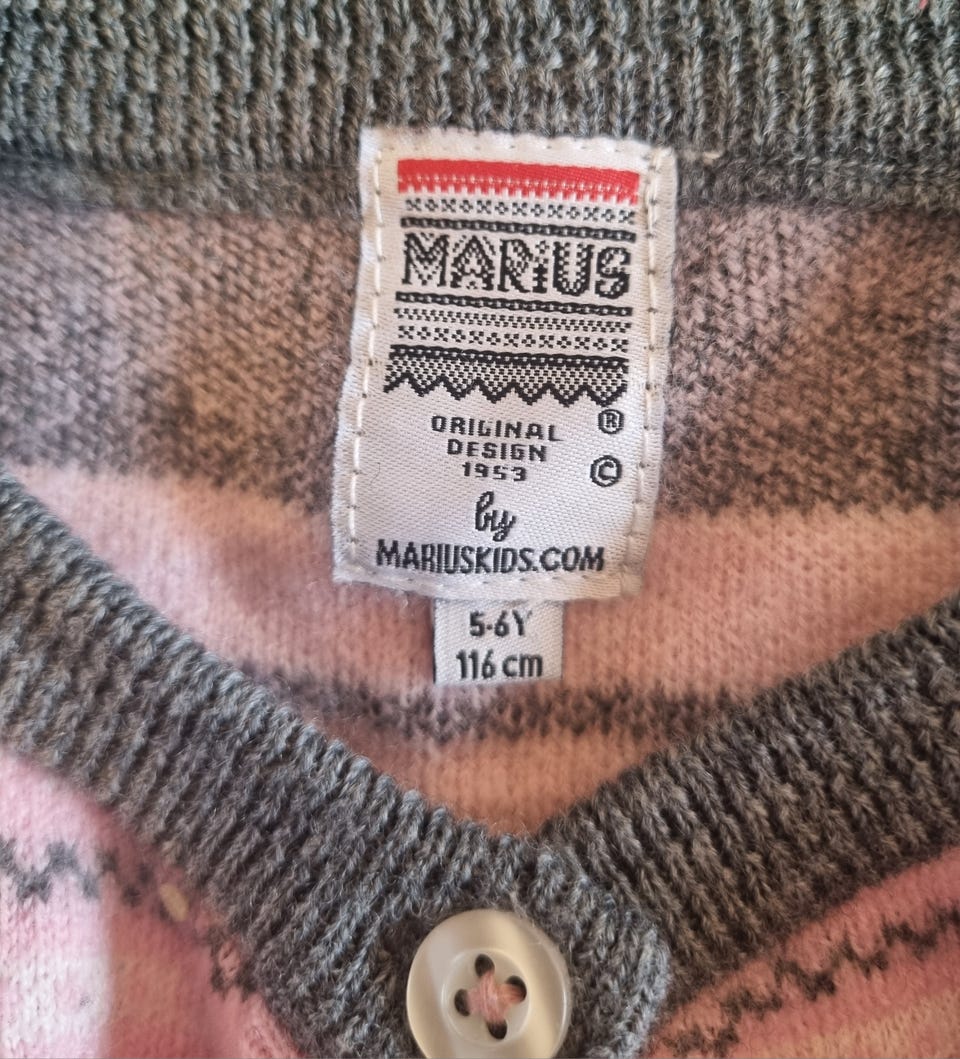 MARIUS
®
ORIGINAL
DESIGN
1953 ©
by
MARIUSKIDS.COM
5-6Y
116 cm